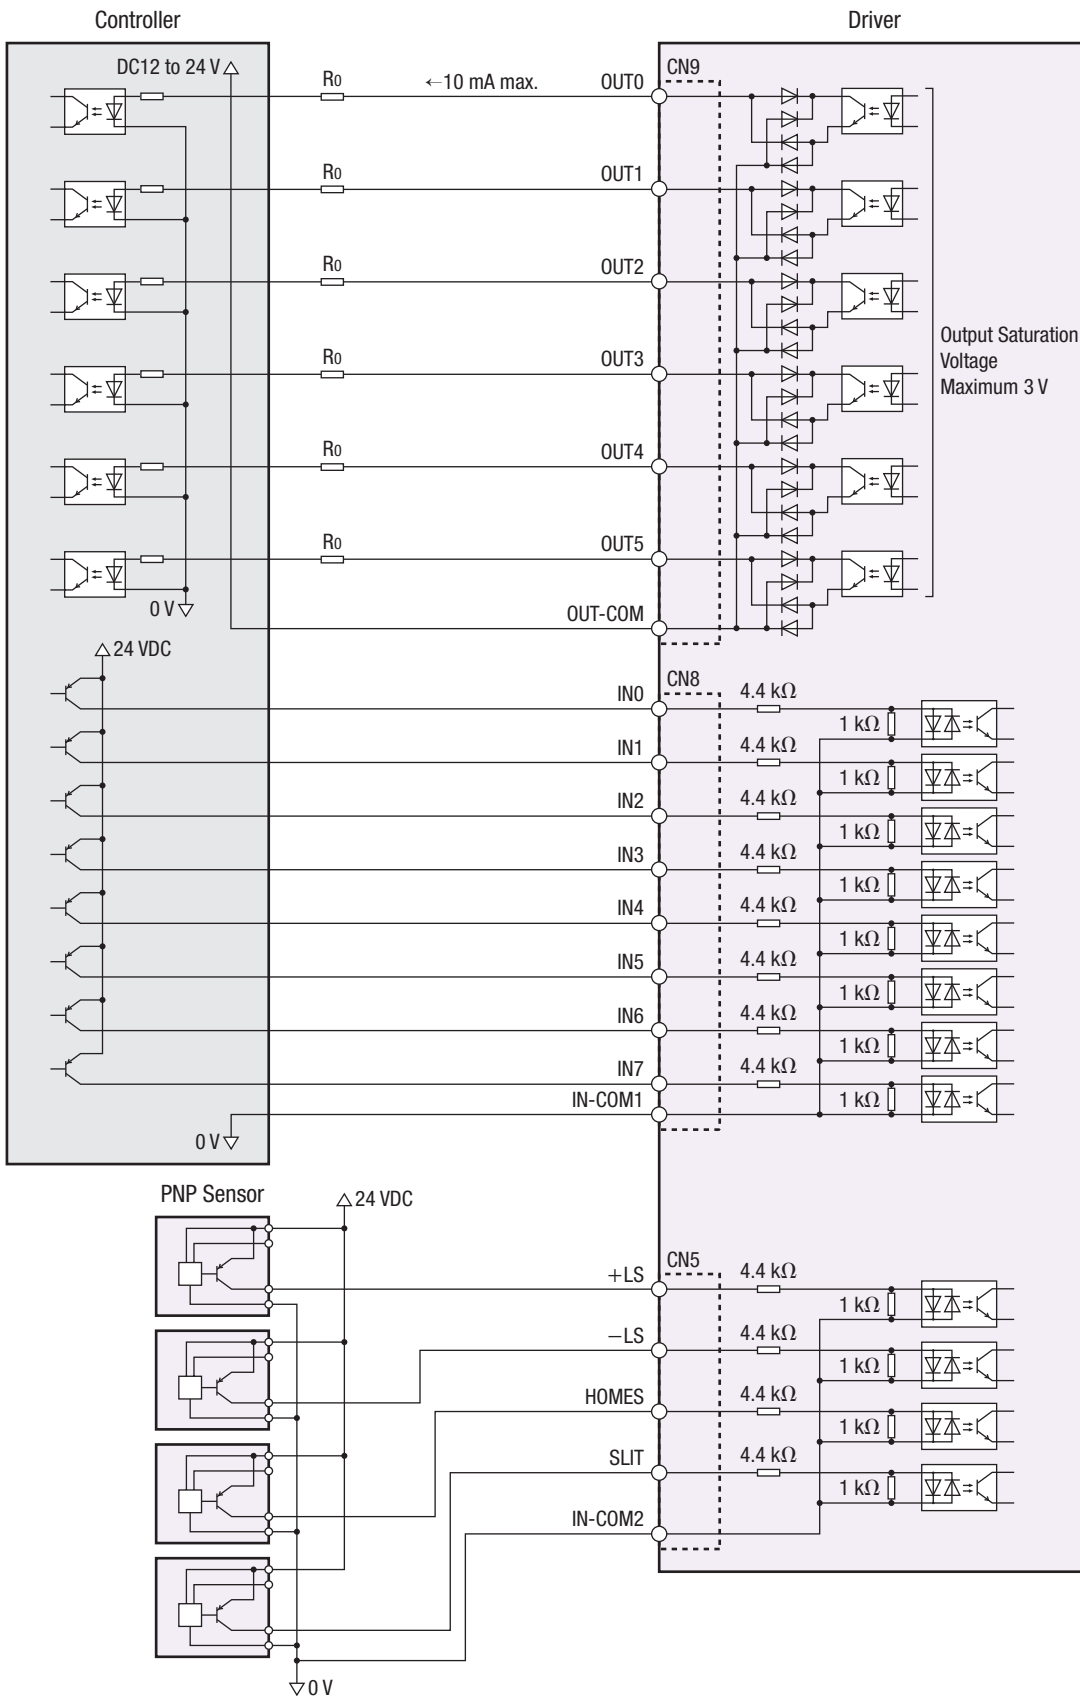 Controller
Driver
DC12 to 24 V
R0
←10 mA max.
OUT0
CN9
R0
OUT1
R0
OUT2
R0
OUT3
Output Saturation
Voltage
Maximum 3 V
R0
OUT4
R0
OUT5
0 V
OUT-COM
24 VDC
CN8
IN0
4.4 kΩ
1 kΩ
IN1
4.4 kΩ
1 kΩ
IN2
4.4 kΩ
1 kΩ
IN3
4.4 kΩ
1 kΩ
IN4
4.4 kΩ
1 kΩ
IN5
4.4 kΩ
1 kΩ
IN6
4.4 kΩ
1 kΩ
IN7
4.4 kΩ
1 kΩ
IN-COM1
0 V
PNP Sensor
24 VDC
CN5
+LS
4.4 kΩ
1 kΩ
−LS
4.4 kΩ
1 kΩ
HOMES
4.4 kΩ
1 kΩ
SLIT
4.4 kΩ
1 kΩ
IN-COM2
0 V